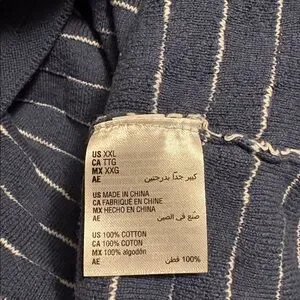 US XXL
CA TTG
MX XXG
AE كبير جدًا بدرجتين
US MADE IN CHINA
CA FABRIQUÉ EN CHINE
MX HECHO EN CHINA
AE صنع في الصين
US 100% COTTON
CA 100% COTON
MX 100% algodón
AE 100% قطن